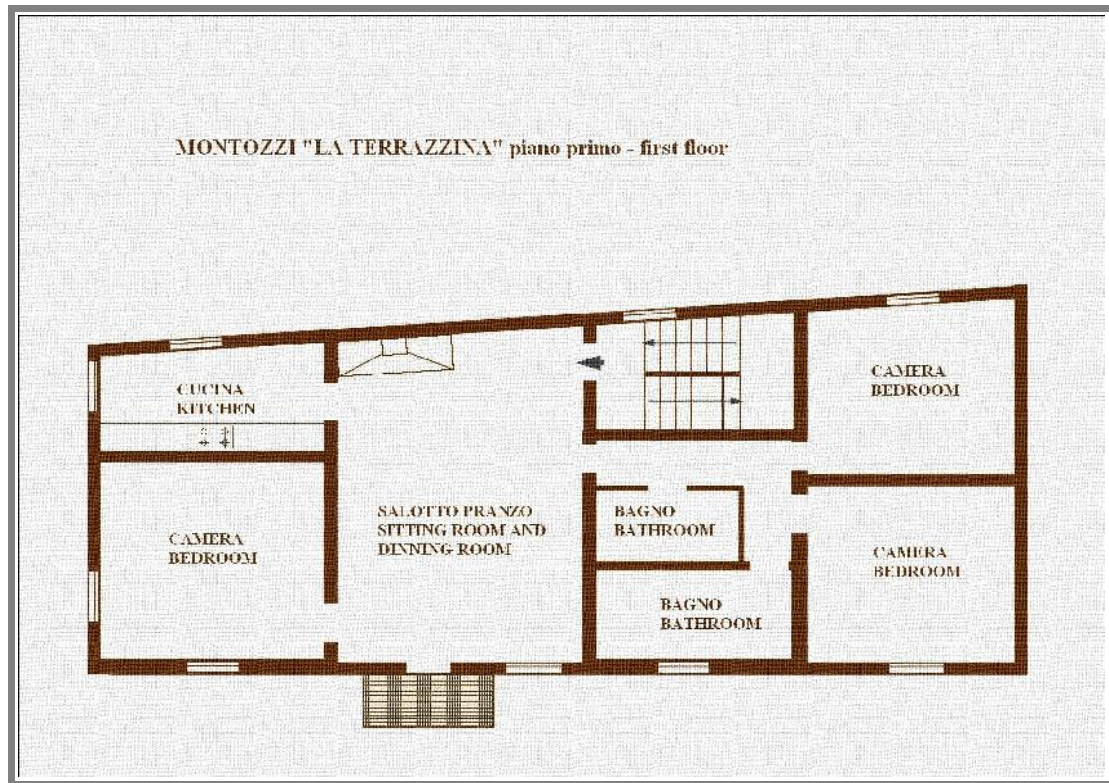 MONTOZZI "LA TERRAZZINA" piano primo - first floor
CUCINA
KITCHEN
CAMERA
BEDROOM
SALOTTO PRANZO
SITTING ROOM AND
DINNING ROOM
CAMERA
BEDROOM
BAGNO
BATHROOM
BAGNO
BATHROOM
CAMERA
BEDROOM